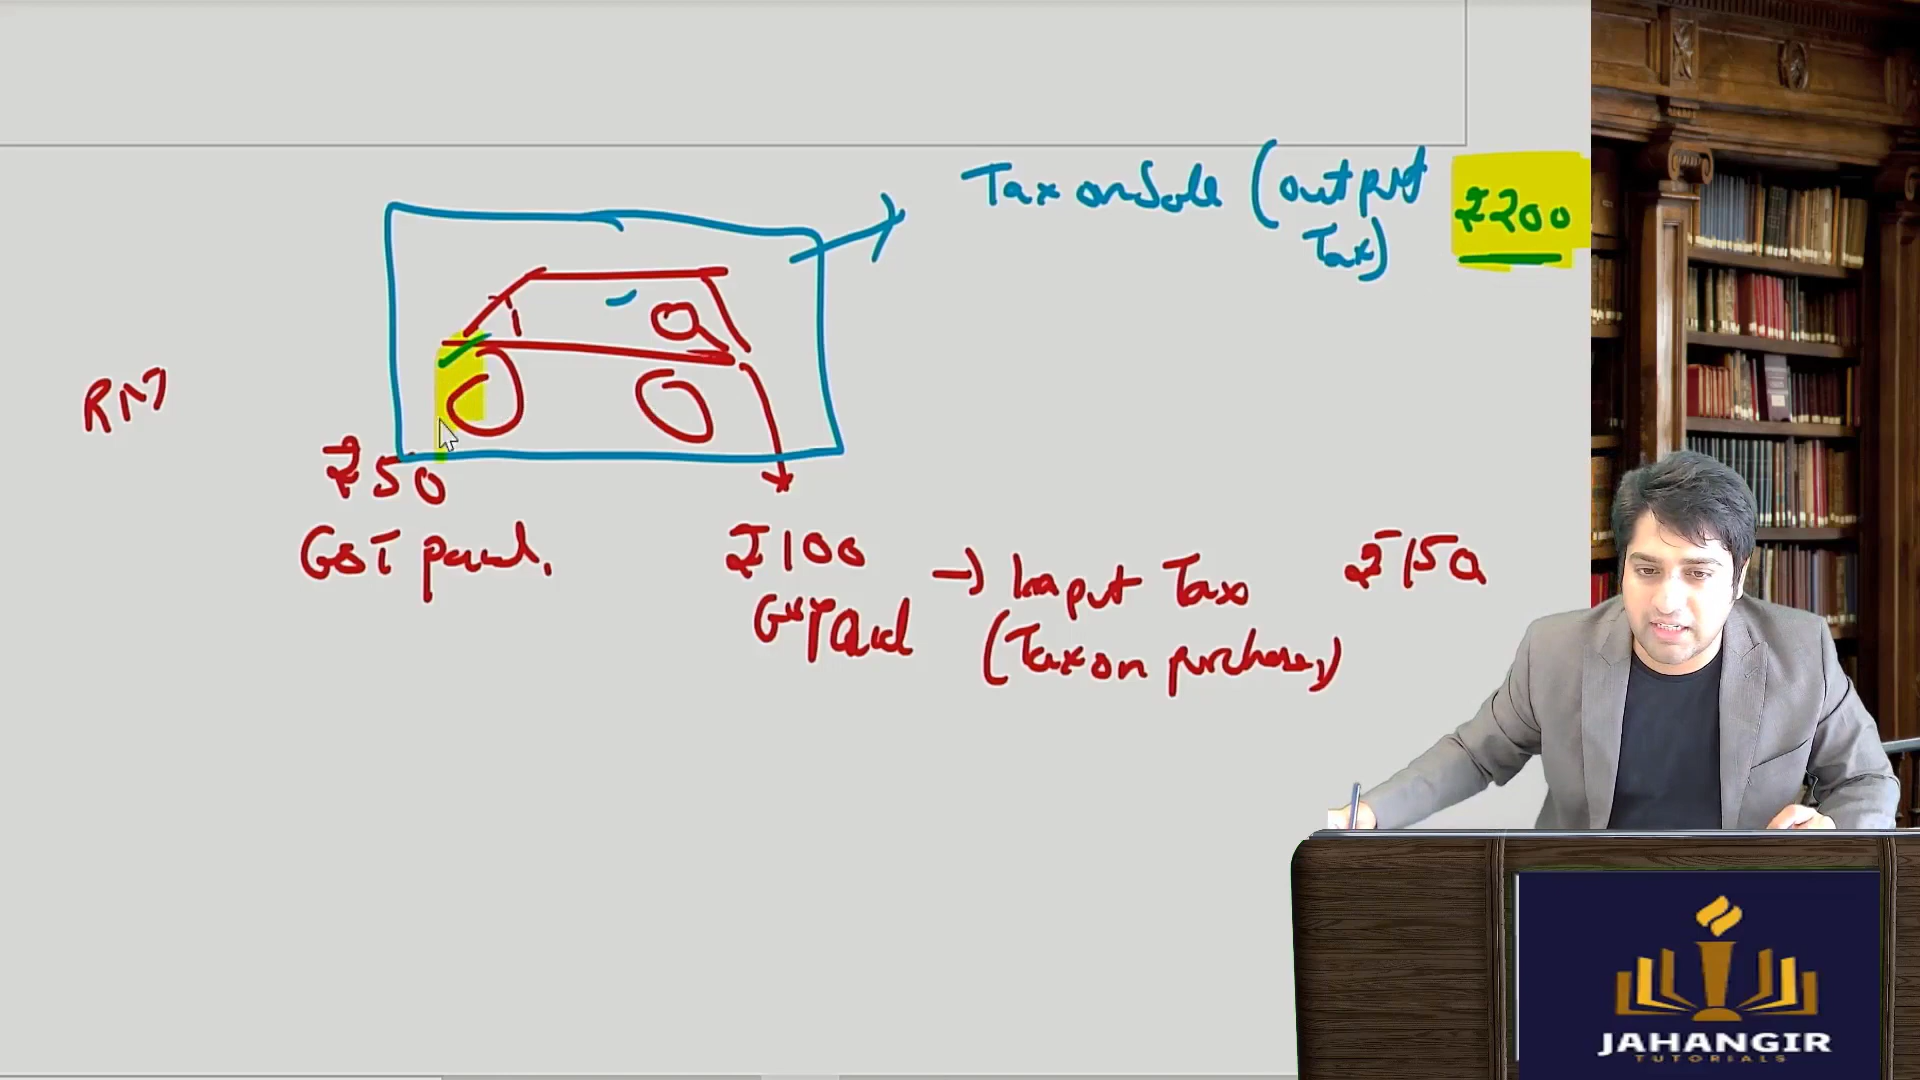 Tax on Sale (output Tax) ₹200
RM
₹50
GST paid.
₹100
GST Paid
→ Input Tax ₹150
(Tax on purchases)
JAHANGIR
TUTORIALS